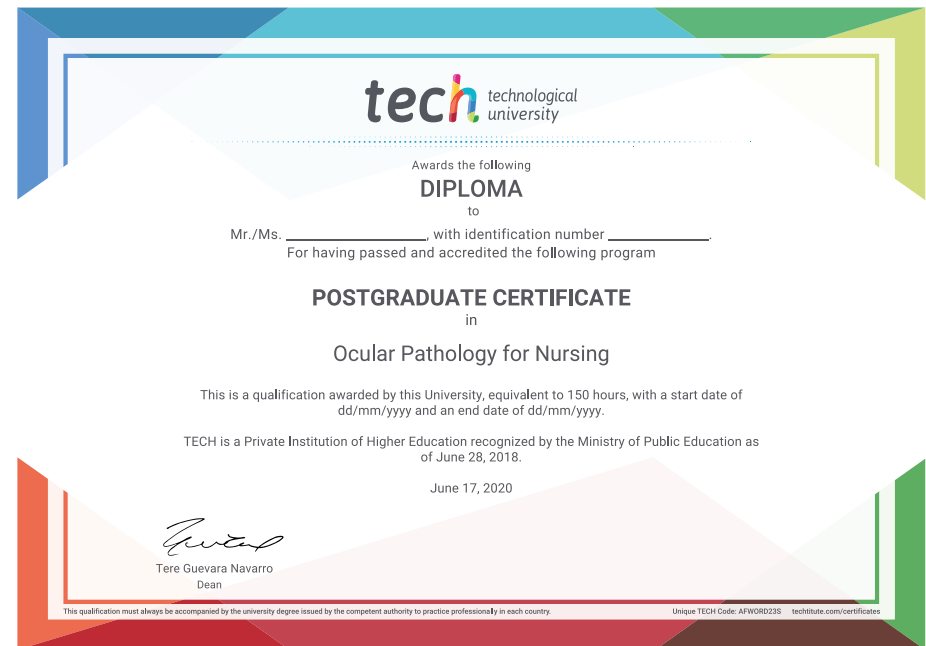 tech technological
university
Awards the following
DIPLOMA
to
Mr./Ms. ____________________, with identification number ______________.
For having passed and accredited the following program
POSTGRADUATE CERTIFICATE
in
Ocular Pathology for Nursing
This is a qualification awarded by this University, equivalent to 150 hours, with a start date of
dd/mm/yyyy and an end date of dd/mm/yyyy.
TECH is a Private Institution of Higher Education recognized by the Ministry of Public Education as
of June 28, 2018.
June 17, 2020
Tere Guevara Navarro
Dean
This qualification must always be accompanied by the university degree issued by the competent authority to practice professionally in each country.
Unique TECH Code: AFWORD23S techtitute.com/certificates